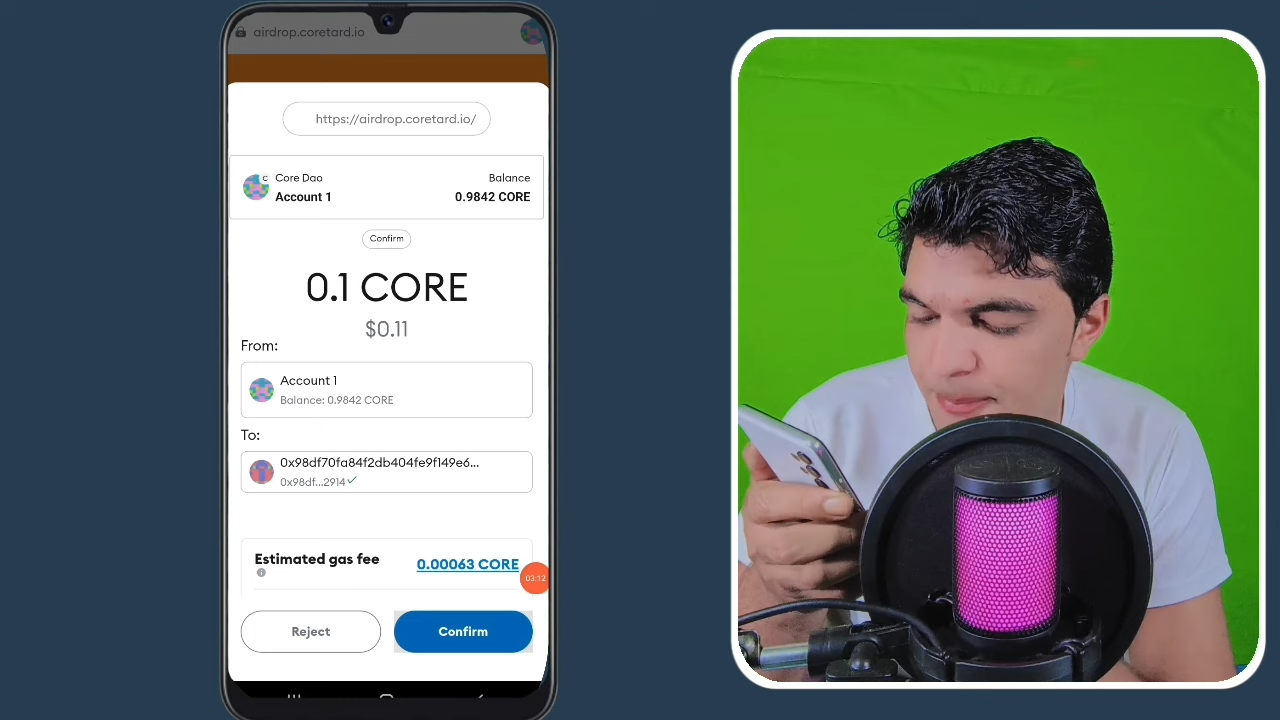 airdrop.coretard.io
https://airdrop.coretard.io/
C
Core Dao
Balance
Account 1
0.9842 CORE
Confirm
0.1 CORE
$0.11
From:
Account 1
Balance: 0.9842 CORE
To:
0x98df70fa84f2db404fe9f149e6...
0x98df...2914
Estimated gas fee
0.00063 CORE
03:12
Reject
Confirm